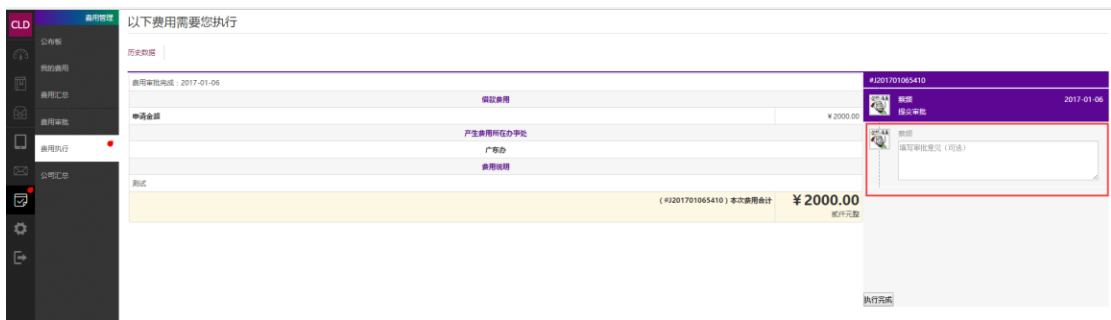 CLD
费用管理
公布板
我的费用
费用汇总
费用审批
费用执行
公司汇总
以下费用需要您执行
历史数据
费用审批完成：2017-01-06
借款费用
申请金额
¥2000.00
产生费用所在办事处
广东办
费用说明
测试
（#J201701065410）本次费用合计
¥2000.00
贰仟元整
#J201701065410
2017-01-06
提交审批
填写审批意见（可选）
执行完成